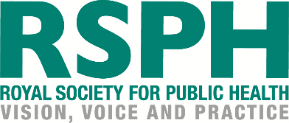 RSPH
ROYAL SOCIETY FOR PUBLIC HEALTH
VISION, VOICE AND PRACTICE